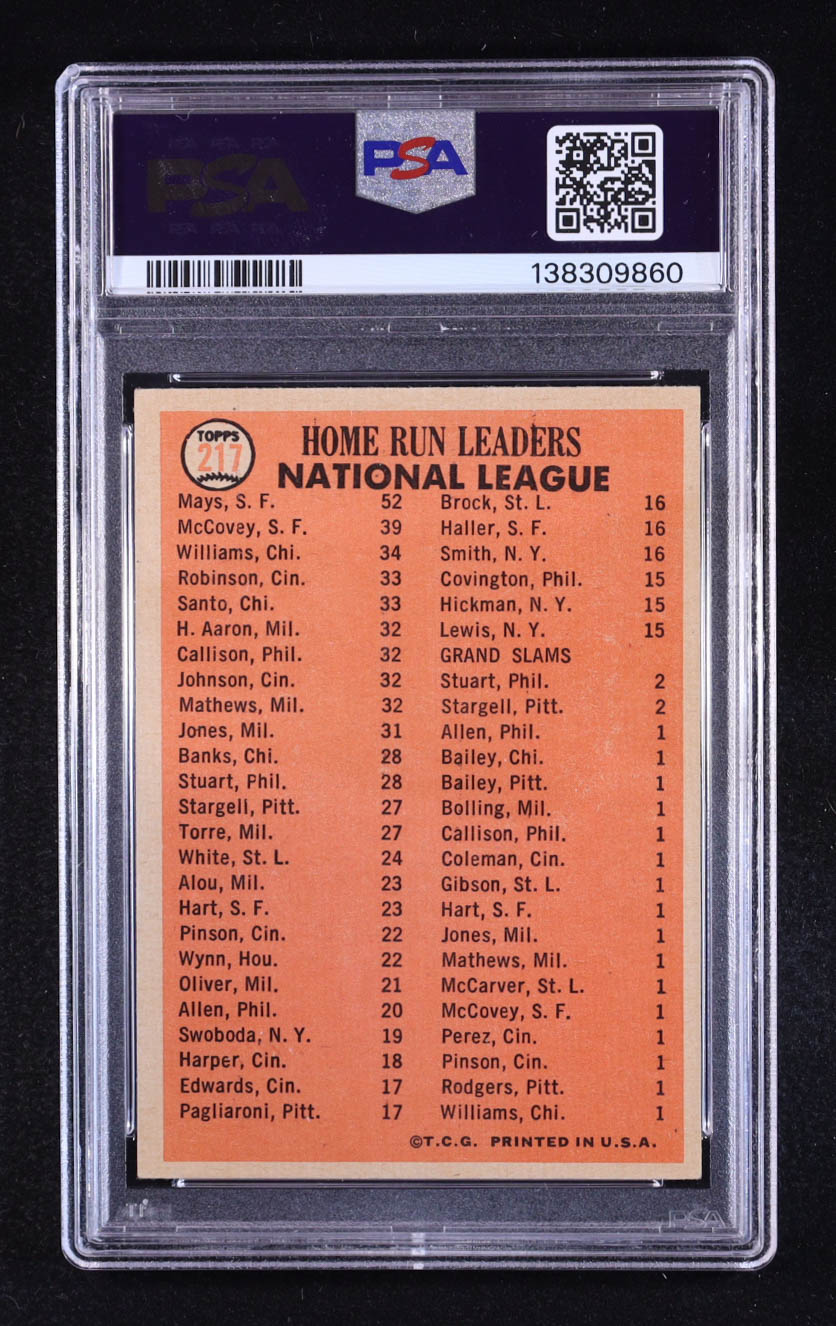 PSA
PSA
138309860
TOPPS
217
HOME RUN LEADERS
NATIONAL LEAGUE
Mays, S. F. 52 Brock, St. L. 16
McCovey, S. F. 39 Haller, S. F. 16
Williams, Chi. 34 Smith, N. Y. 16
Robinson, Cin. 33 Covington, Phil. 15
Santo, Chi. 33 Hickman, N. Y. 15
H. Aaron, Mil. 32 Lewis, N. Y. 15
Callison, Phil. 32 GRAND SLAMS
Johnson, Cin. 32 Stuart, Phil. 2
Mathews, Mil. 32 Stargell, Pitt. 2
Jones, Mil. 31 Allen, Phil. 1
Banks, Chi. 28 Bailey, Chi. 1
Stuart, Phil. 28 Bailey, Pitt. 1
Stargell, Pitt. 27 Bolling, Mil. 1
Torre, Mil. 27 Callison, Phil. 1
White, St. L. 24 Coleman, Cin. 1
Alou, Mil. 23 Gibson, St. L. 1
Hart, S. F. 23 Hart, S. F. 1
Pinson, Cin. 22 Jones, Mil. 1
Wynn, Hou. 22 Mathews, Mil. 1
Oliver, Mil. 21 McCarver, St. L. 1
Allen, Phil. 20 McCovey, S. F. 1
Swoboda, N. Y. 19 Perez, Cin. 1
Harper, Cin. 18 Pinson, Cin. 1
Edwards, Cin. 17 Rodgers, Pitt. 1
Pagliaroni, Pitt. 17 Williams, Chi. 1
©T.C.G. PRINTED IN U.S.A.
PSA